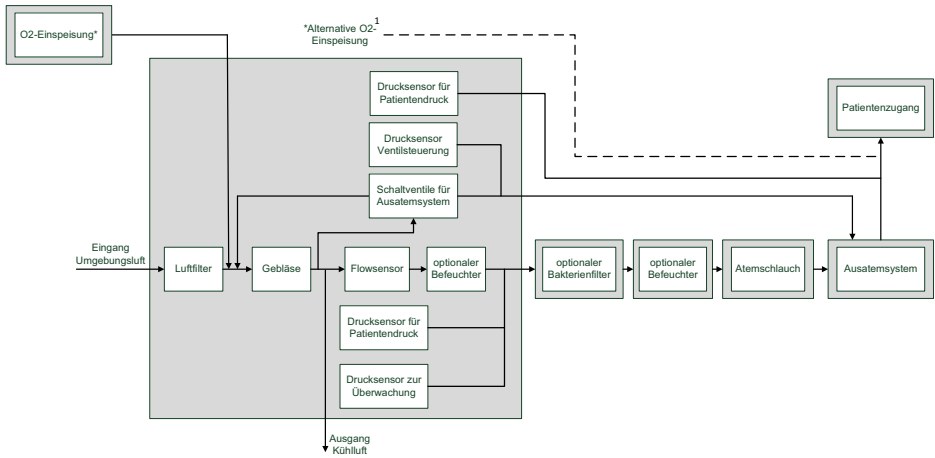 O2-Einspeisung*
*Alternative O2-1
Einspeisung
Drucksensor für
Patientendruck
Patientenzugang
Drucksensor
Ventilsteuerung
Schaltventile für
Ausatemsystem
Eingang
Umgebungsluft
Luftfilter
Gebläse
Flowsensor
optionaler
Befeuchter
optionaler
Bakterienfilter
optionaler
Befeuchter
Atemschlauch
Ausatemsystem
Drucksensor für
Patientendruck
Drucksensor zur
Überwachung
Ausgang
Kühlluft